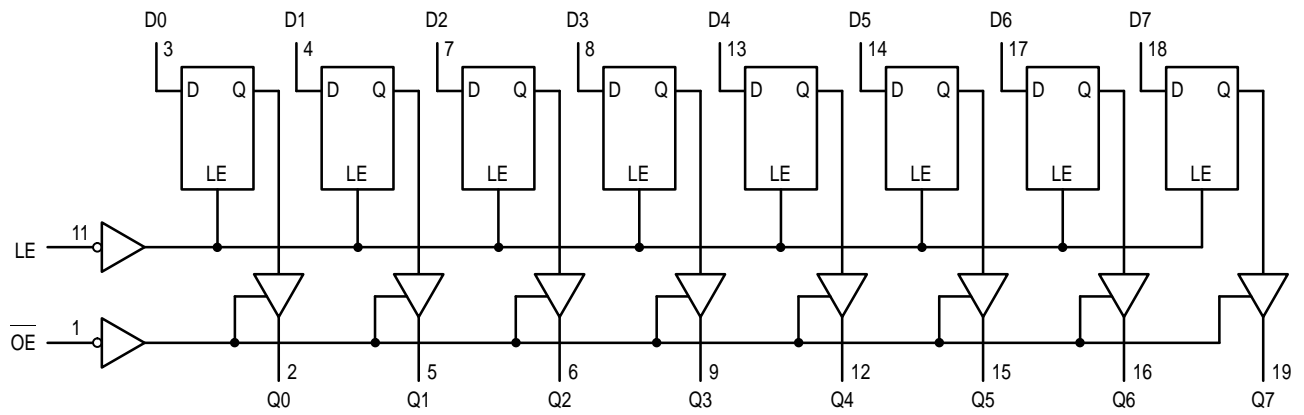 D0 D1 D2 D3 D4 D5 D6 D7
3 4 7 8 13 14 17 18
D Q D Q D Q D Q D Q D Q D Q D Q
LE LE LE LE LE LE LE LE
LE 11
O̅E̅ 1
2 5 6 9 12 15 16 19
Q0 Q1 Q2 Q3 Q4 Q5 Q6 Q7